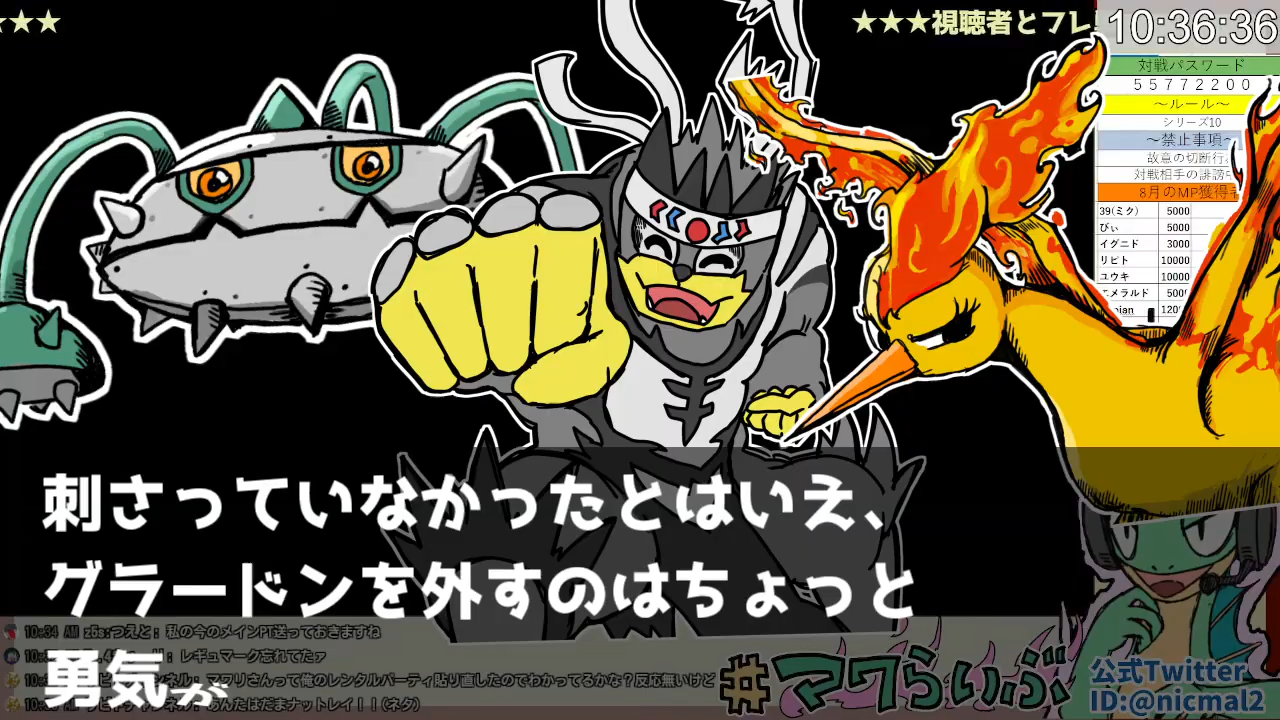 ★★★
★★★視聴者とフレ
10:36:36
対戦パスワード
55772200
～ルール～
シリーズ10
～禁止事項～
故意の切断行
対戦相手の誹謗中
8月のMP獲得者
39(ミク) 5000
びぃ 5000
イグニド 3000
リピト 10000
ユウキ 10000
エメラルド 5000
刺さっていなかったとはいえ、
グラードンを外すのはちょっと
勇気が
10:34 AM z6s:つえと: 私の今のメインPT送っておきますね
レギュマーク忘れてたァ
マワリさんって俺のレンタルパーティ貼り直したのでわかってるかな？反応無いけど
あんたはだまナットレイ！！(ネタ)
#マワらいぶ
公式Twitter
ID:@nicmal2